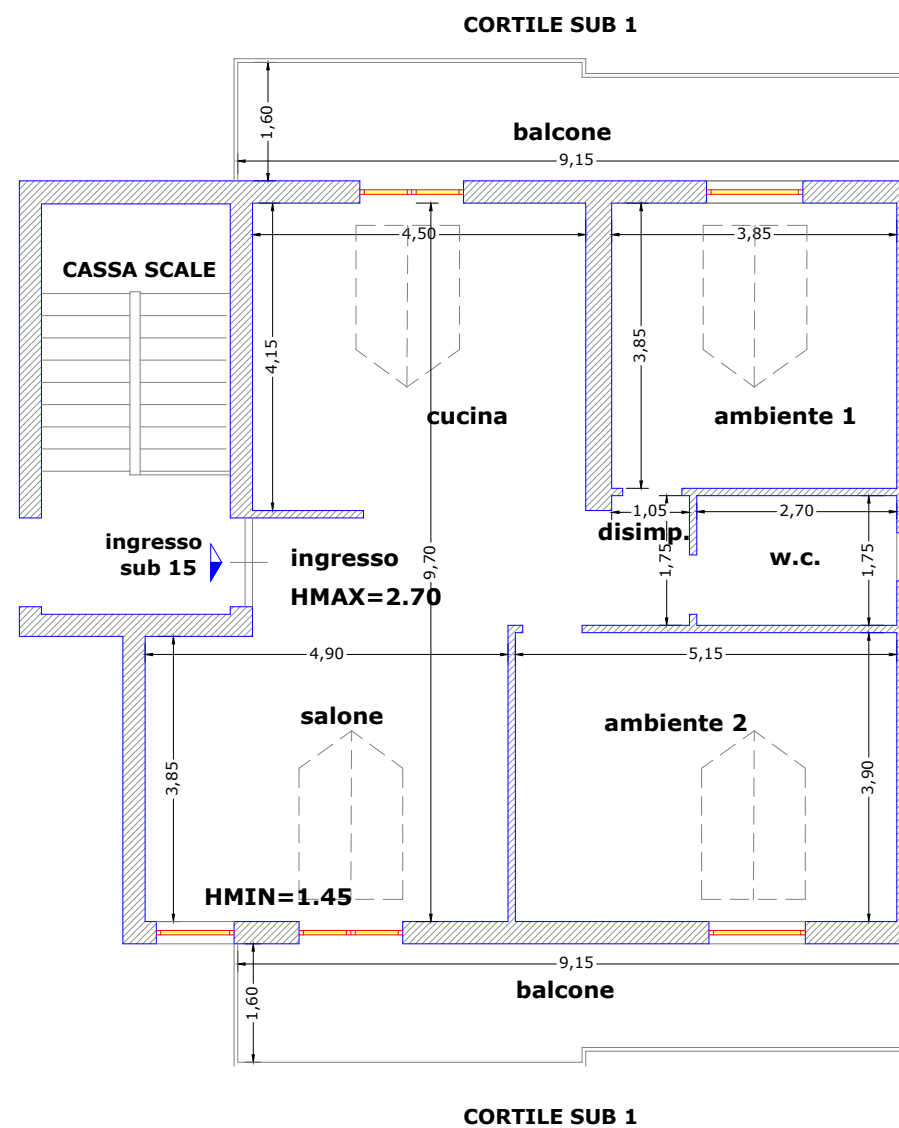 CORTILE SUB 1
1,60
balcone
9,15
4,50
3,85
CASSA SCALE
4,15
3,85
cucina
ambiente 1
1,05
2,70
disimp.
ingresso
sub 15
ingresso
9,70
1,75
w.c.
1,75
HMAX=2.70
4,90
5,15
salone
ambiente 2
3,85
3,90
HMIN=1.45
9,15
1,60
balcone
CORTILE SUB 1